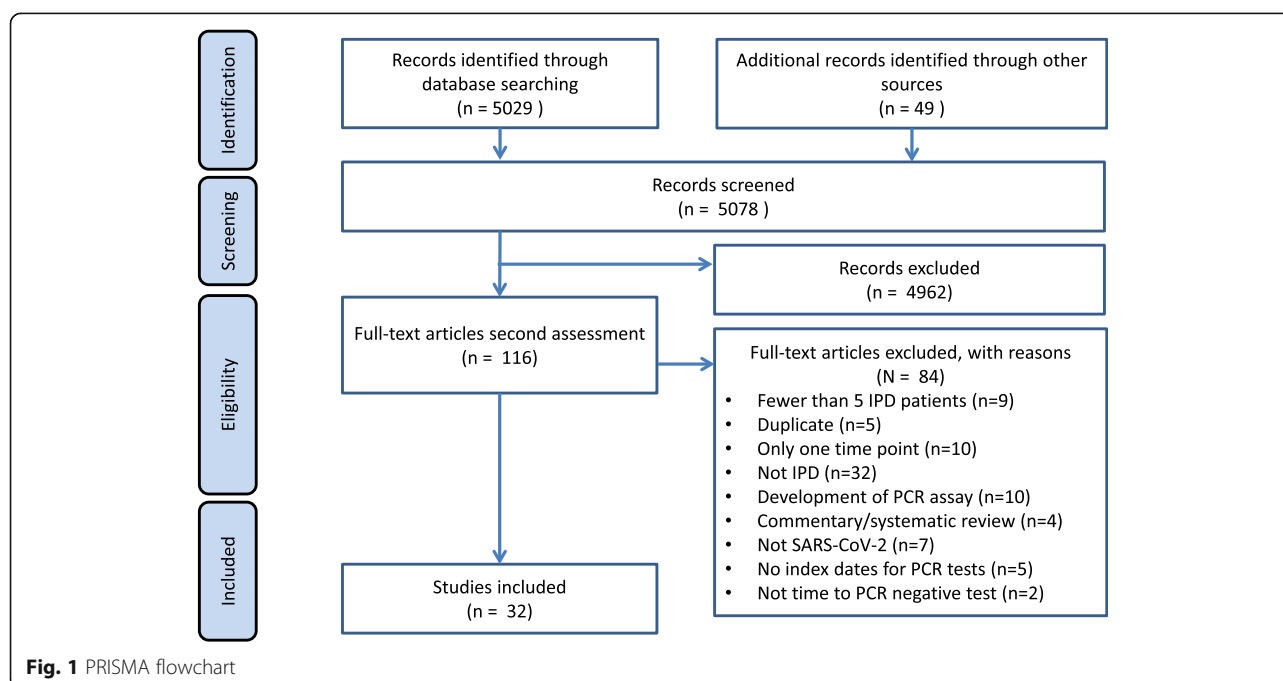 Identification
Records identified through
database searching
(n = 5029 )
Additional records identified through other
sources
(n = 49 )
Screening
Records screened
(n = 5078 )
Records excluded
(n = 4962)
Eligibility
Full-text articles second assessment
(n = 116)
Full-text articles excluded, with reasons
(N = 84)
• Fewer than 5 IPD patients (n=9)
• Duplicate (n=5)
• Only one time point (n=10)
• Not IPD (n=32)
• Development of PCR assay (n=10)
• Commentary/systematic review (n=4)
• Not SARS-CoV-2 (n=7)
• No index dates for PCR tests (n=5)
• Not time to PCR negative test (n=2)
Included
Studies included
(n = 32)
Fig. 1 PRISMA flowchart